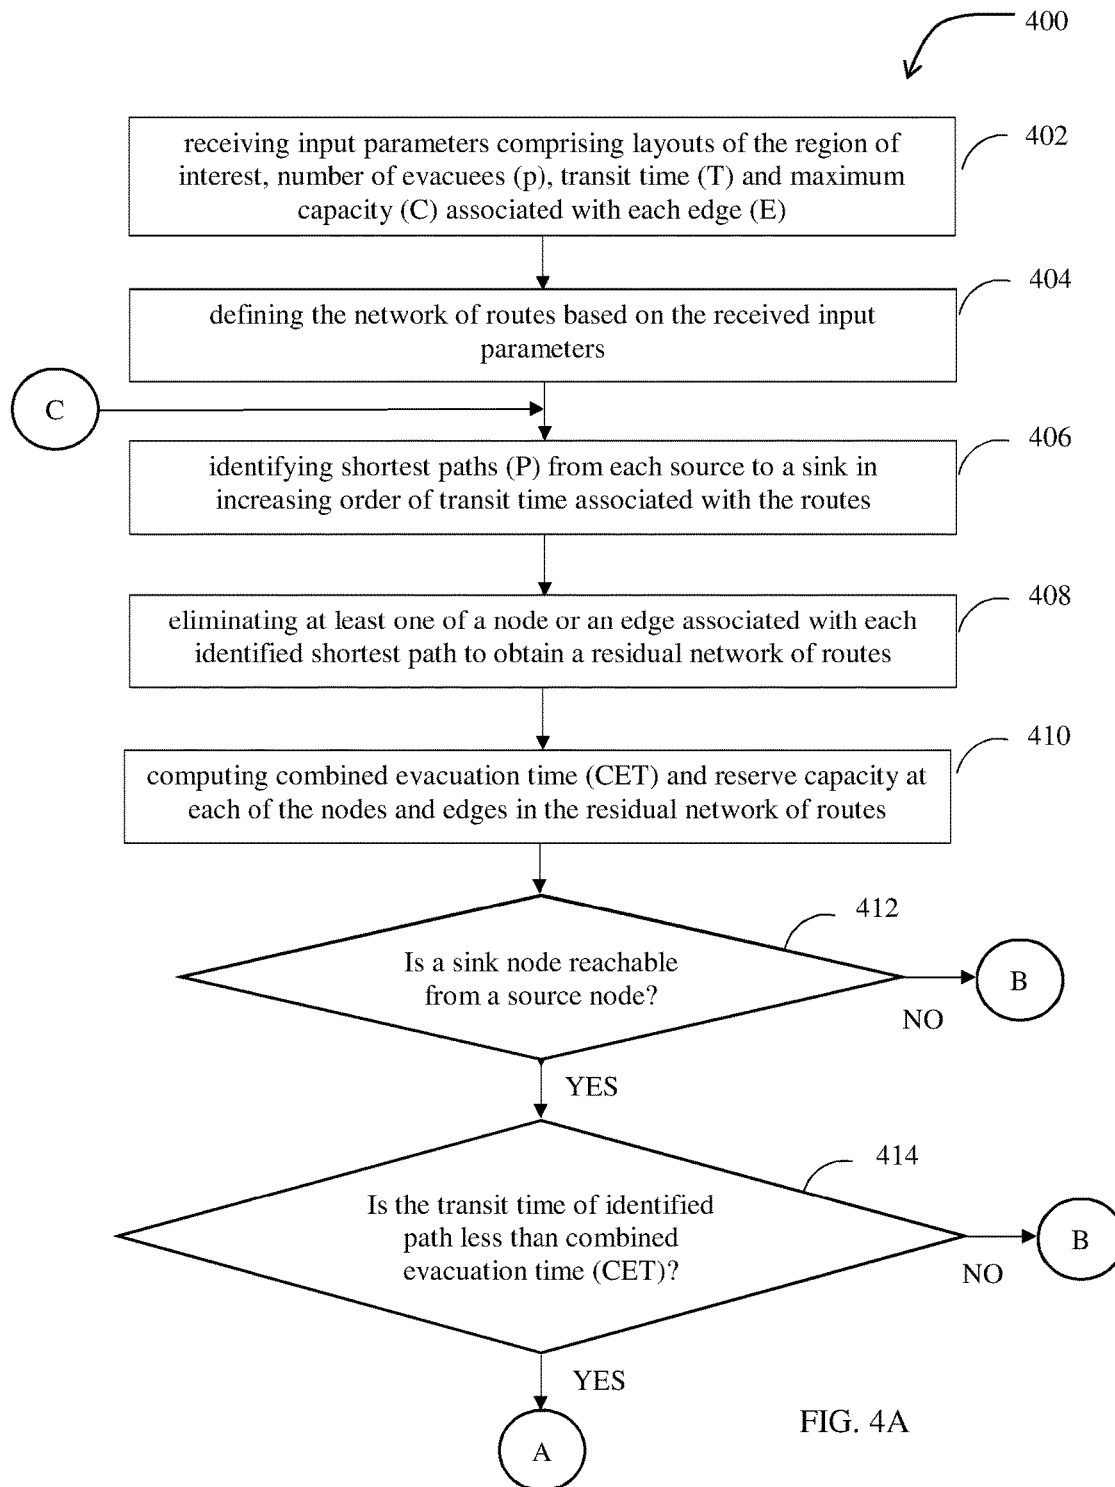 400
receiving input parameters comprising layouts of the region of
interest, number of evacuees (p), transit time (T) and maximum
capacity (C) associated with each edge (E)
402
defining the network of routes based on the received input
parameters
404
C
identifying shortest paths (P) from each source to a sink in
increasing order of transit time associated with the routes
406
eliminating at least one of a node or an edge associated with each
identified shortest path to obtain a residual network of routes
408
computing combined evacuation time (CET) and reserve capacity at
each of the nodes and edges in the residual network of routes
410
Is a sink node reachable
from a source node?
412
NO
B
YES
Is the transit time of identified
path less than combined
evacuation time (CET)?
414
NO
B
YES
A
FIG. 4A